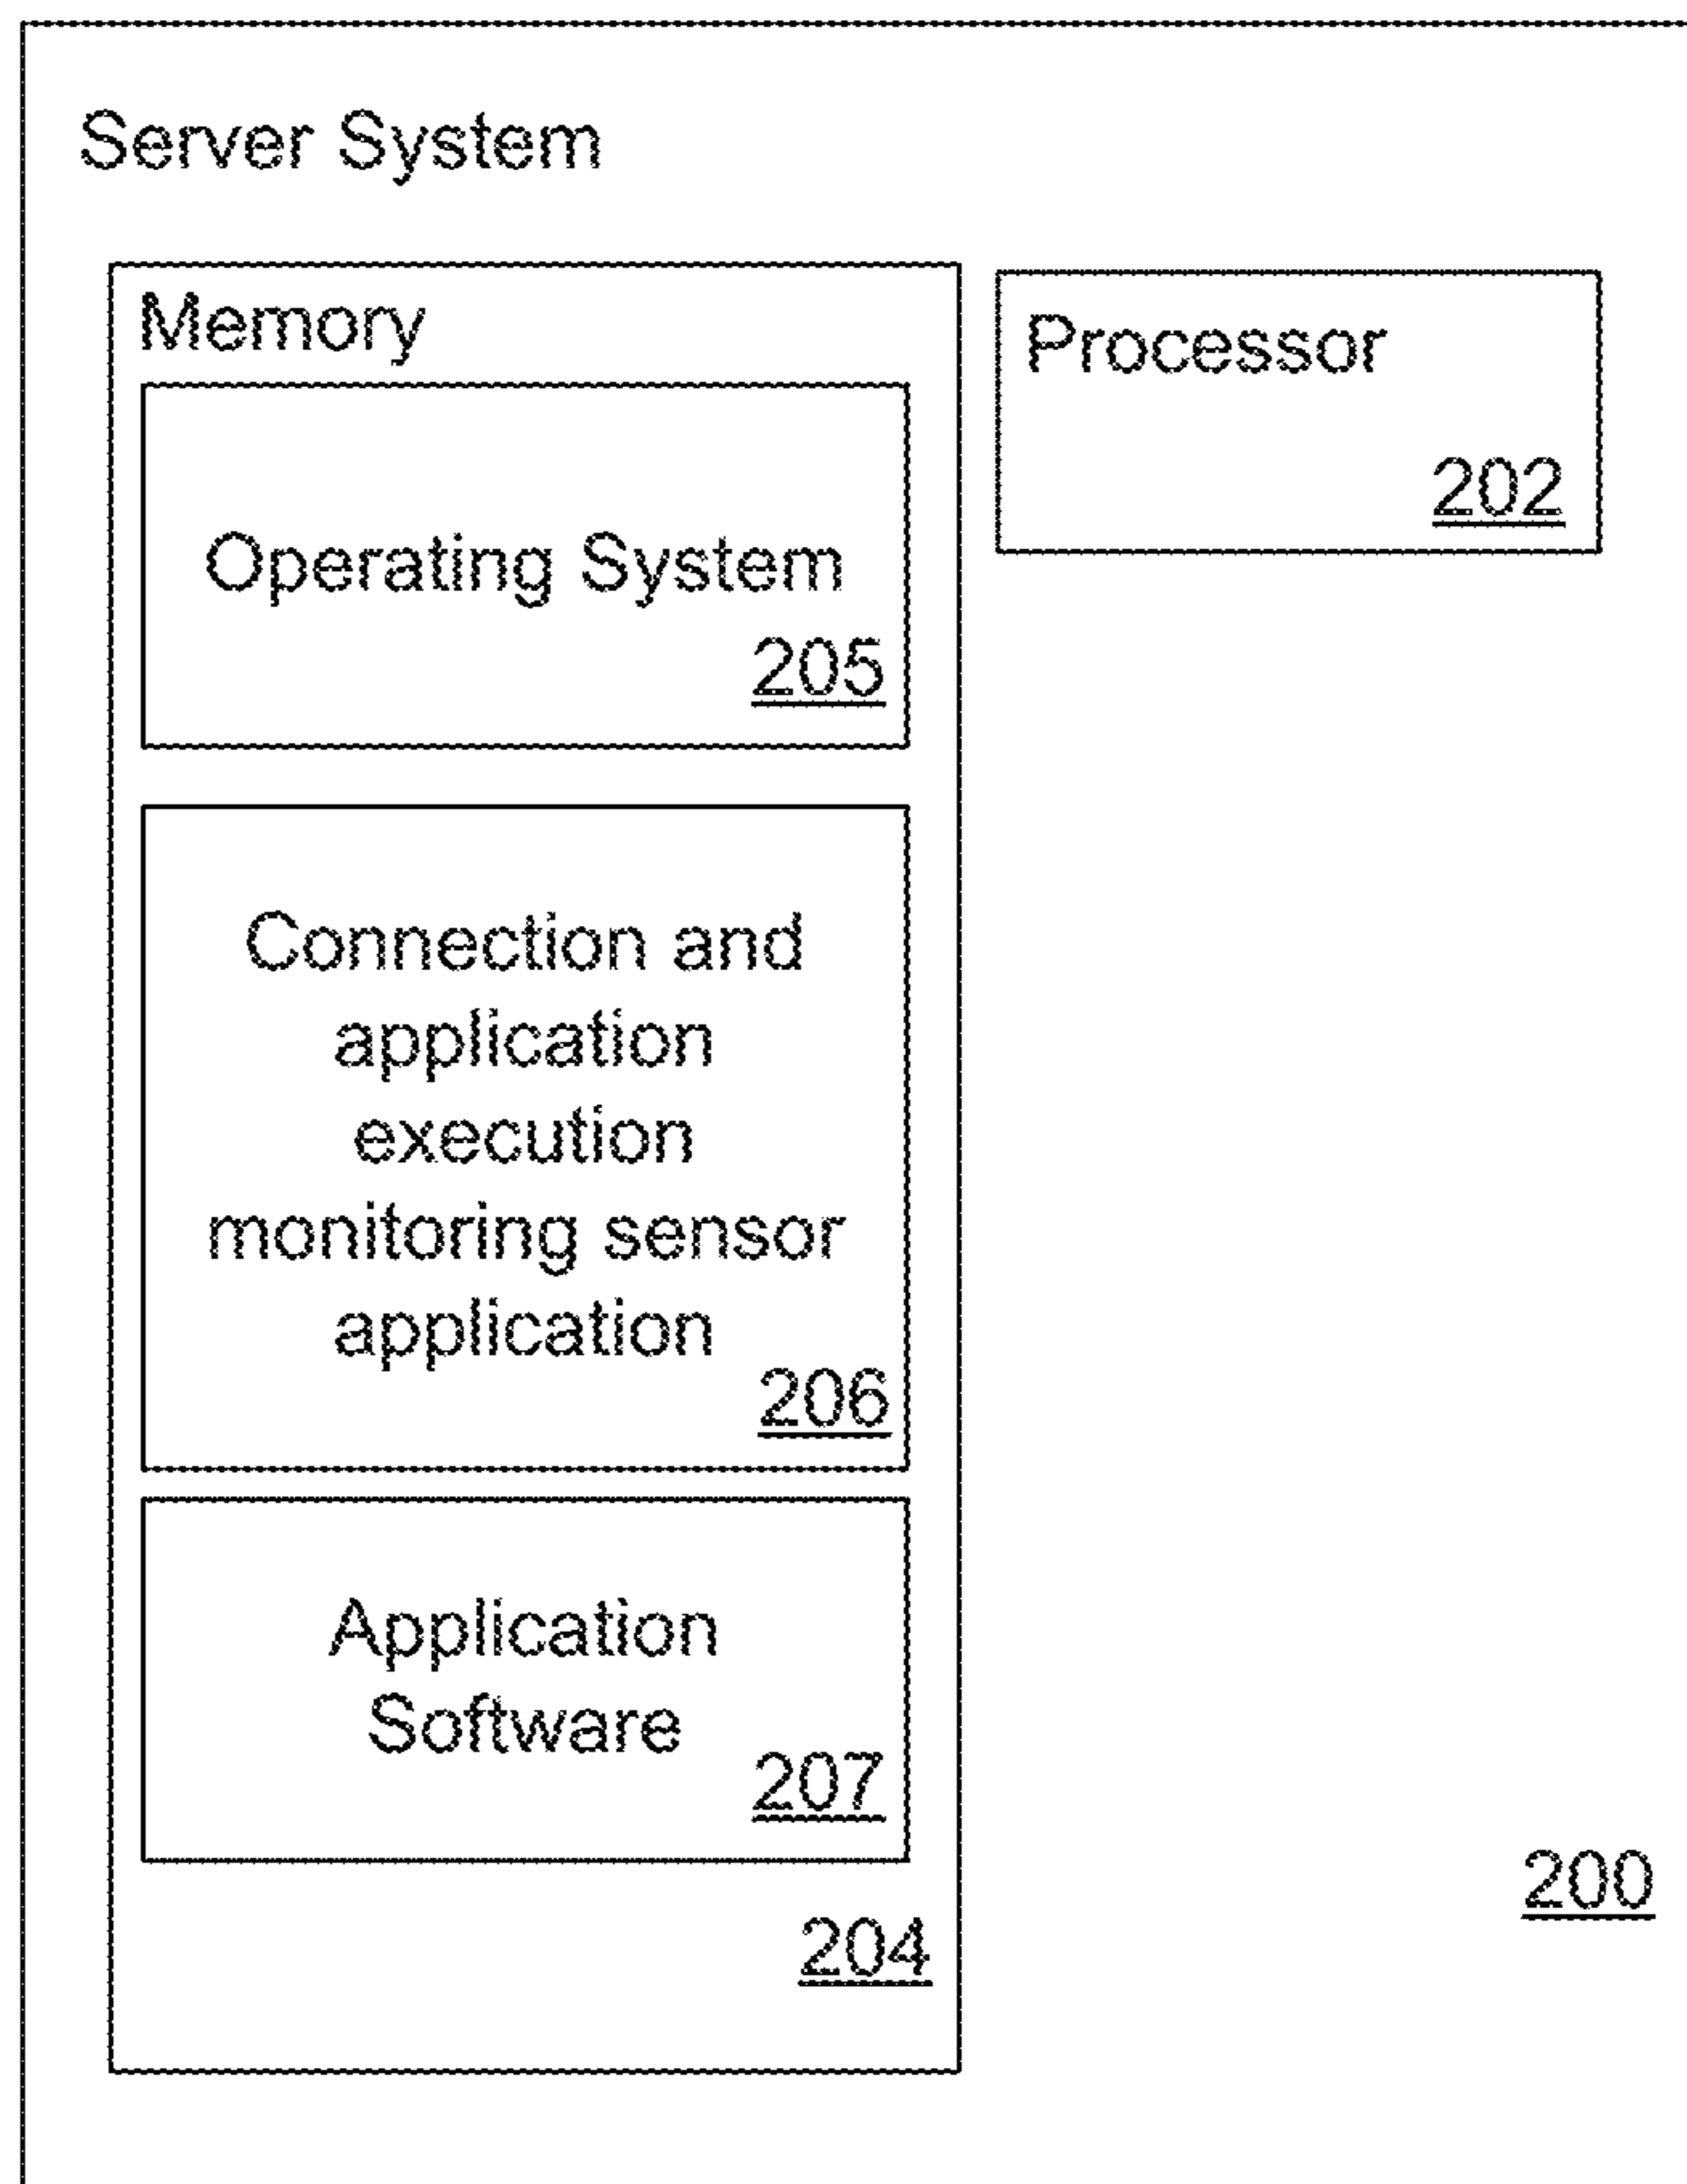 Server System
Memory
Operating System
205
Connection and
application
execution
monitoring sensor
application
206
Application
Software
207
204
Processor
202
200